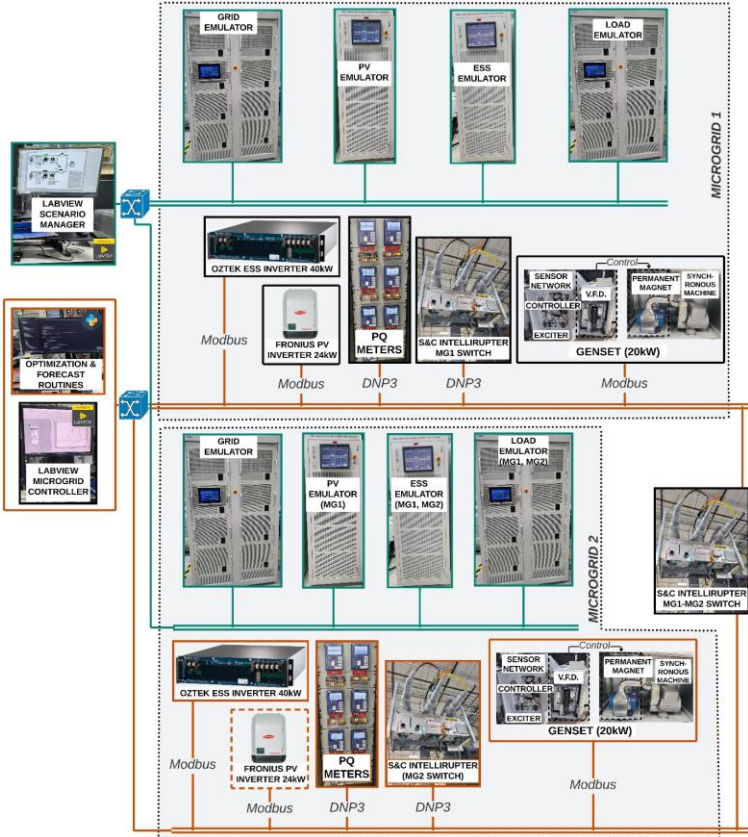 GRID
EMULATOR
PV
EMULATOR
ESS
EMULATOR
LOAD
EMULATOR
MICROGRID 1
LABVIEW
SCENARIO
MANAGER
OZTEK ESS INVERTER 40kW
FRONIUS PV
INVERTER 24kW
PQ
METERS
S&C INTELLIRUPTER
MG1 SWITCH
Control
SENSOR
NETWORK
CONTROLLER
EXCITER
V.F.D.
PERMANENT
MAGNET
SYNCH-
RONOUS
MACHINE
GENSET (20kW)
Modbus
Modbus
DNP3
DNP3
Modbus
OPTIMIZATION &
FORECAST
ROUTINES
LABVIEW
MICROGRID
CONTROLLER
GRID
EMULATOR
PV
EMULATOR
(MG1)
ESS
EMULATOR
(MG1, MG2)
LOAD
EMULATOR
(MG1, MG2)
MICROGRID 2
S&C INTELLIRUPTER
MG1-MG2 SWITCH
OZTEK ESS INVERTER 40kW
FRONIUS PV
INVERTER 24kW
PQ
METERS
S&C INTELLIRUPTER
(MG2 SWITCH)
Control
SENSOR
NETWORK
CONTROLLER
EXCITER
V.F.D.
PERMANENT
MAGNET
SYNCH-
RONOUS
MACHINE
GENSET (20kW)
Modbus
Modbus
DNP3
DNP3
Modbus